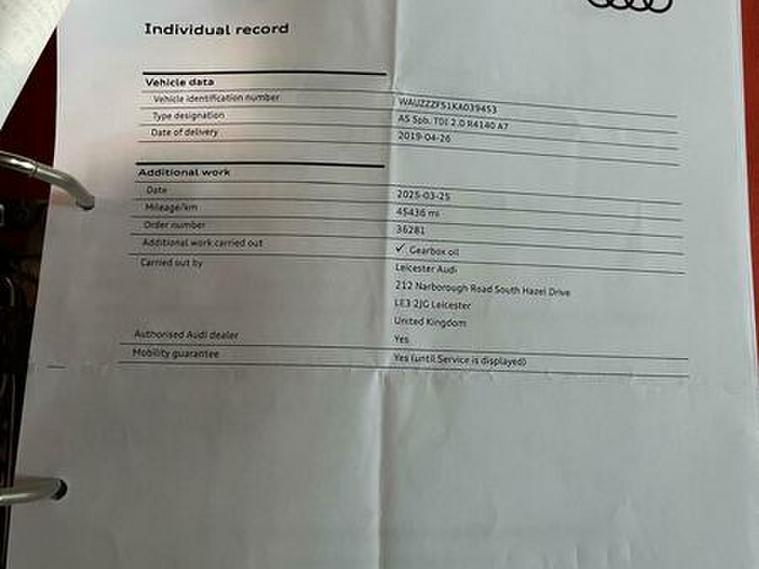 Individual record
Vehicle data
Vehicle identification number WAUZZZF51KA039453
Type designation A5 Spb. TDI 2.0 R4140 A7
Date of delivery 2019-04-26
Additional work
Date 2025-03-25
Mileage/km 45436 mi
Order number 36281
Additional work carried out ✓ Gearbox oil
Carried out by Leicester Audi
212 Narborough Road South Hazel Drive
LE3 2JG Leicester
United Kingdom
Authorised Audi dealer Yes
Mobility guarantee Yes (until Service is displayed)